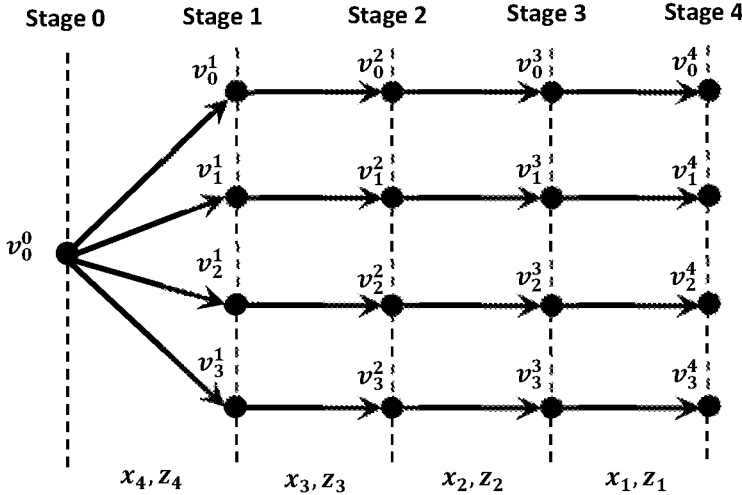 Stage 0 Stage 1 Stage 2 Stage 3 Stage 4
v_0^1 v_0^2 v_0^3 v_0^4
v_1^1 v_1^2 v_1^3 v_1^4
v_0^0
v_2^1 v_2^2 v_2^3 v_2^4
v_3^1 v_3^2 v_3^3 v_3^4
x_4, z_4 x_3, z_3 x_2, z_2 x_1, z_1